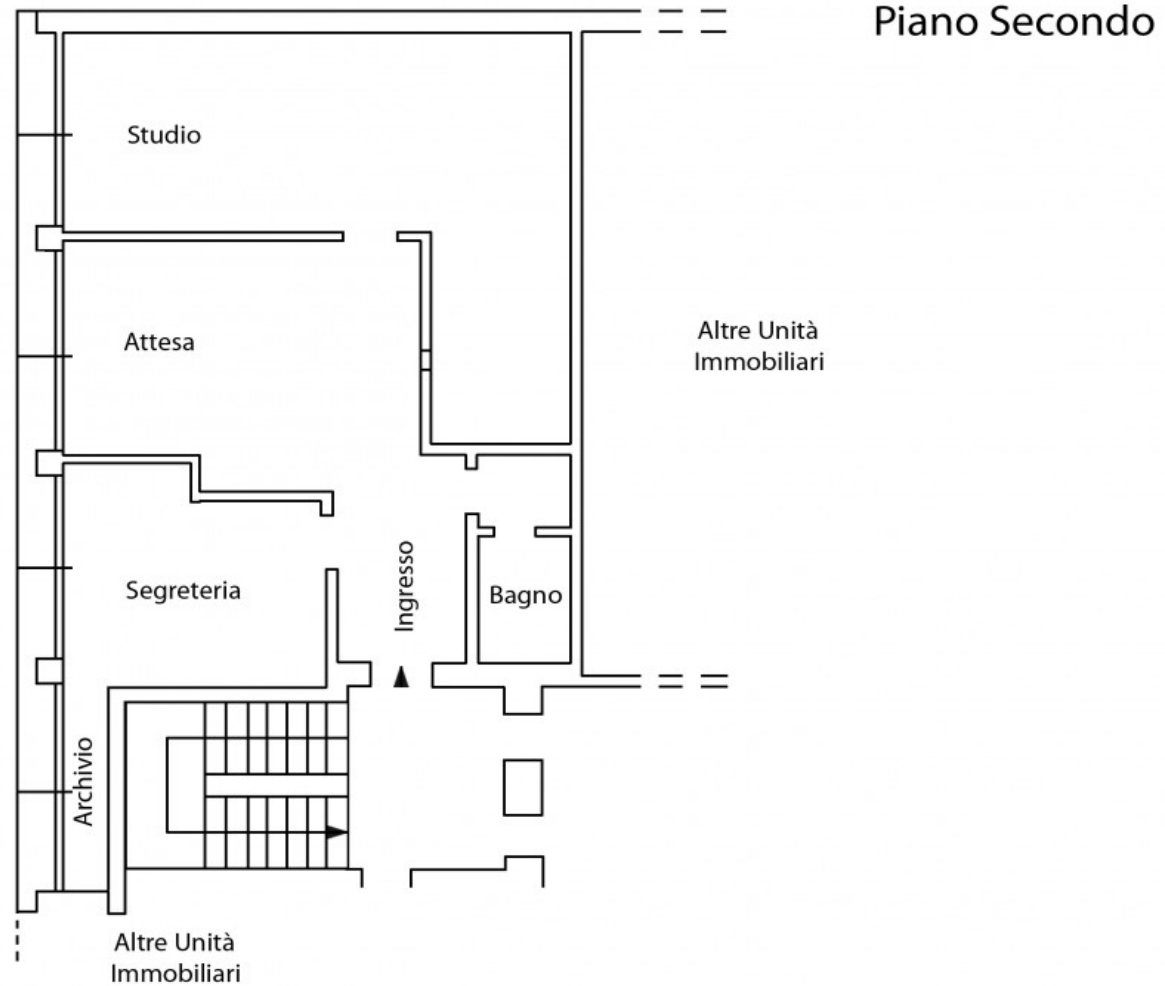 Piano Secondo
Studio
Attesa
Altre Unità
Immobiliari
Ingresso
Segreteria
Bagno
Archivio
Altre Unità
Immobiliari